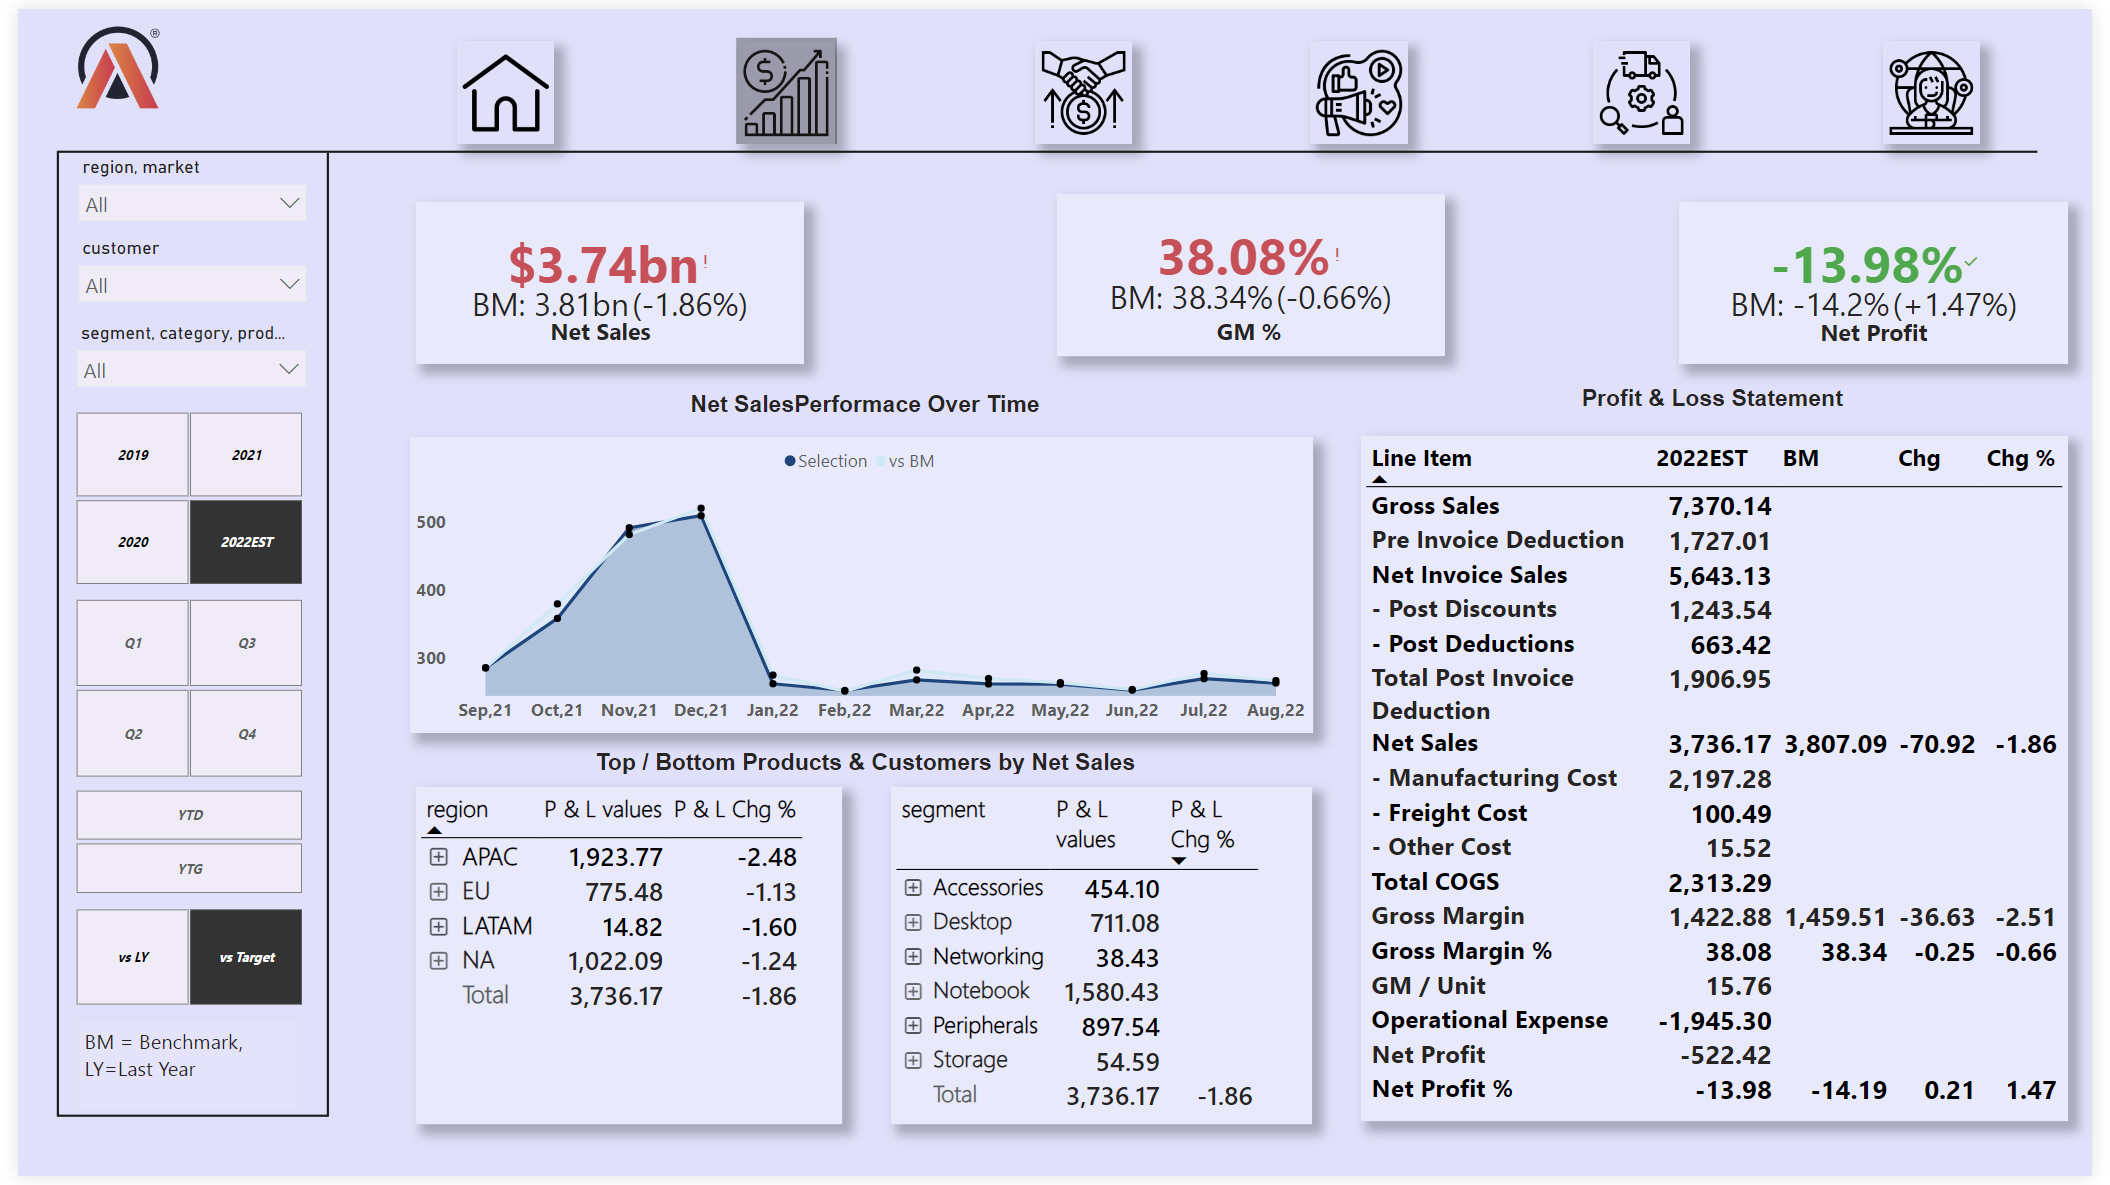 ®
region, market
All
customer
All
segment, category, prod...
All
2019 2021
2020 2022EST
Q1 Q3
Q2 Q4
YTD
YTG
vs LY vs Target
BM = Benchmark,
LY=Last Year
$3.74bn!
BM: 3.81bn(-1.86%)
Net Sales
38.08%!
BM: 38.34%(-0.66%)
GM %
-13.98%✓
BM: -14.2%(+1.47%)
Net Profit
Net SalesPerformace Over Time
Selection vs BM
500
400
300
Sep,21 Oct,21 Nov,21 Dec,21 Jan,22 Feb,22 Mar,22 Apr,22 May,22 Jun,22 Jul,22 Aug,22
Top / Bottom Products & Customers by Net Sales
region P & L values P & L Chg %
APAC 1,923.77 -2.48
EU 775.48 -1.13
LATAM 14.82 -1.60
NA 1,022.09 -1.24
Total 3,736.17 -1.86
segment P & L values P & L Chg %
Accessories 454.10
Desktop 711.08
Networking 38.43
Notebook 1,580.43
Peripherals 897.54
Storage 54.59
Total 3,736.17 -1.86
Profit & Loss Statement
Line Item 2022EST BM Chg Chg %
Gross Sales 7,370.14
Pre Invoice Deduction 1,727.01
Net Invoice Sales 5,643.13
- Post Discounts 1,243.54
- Post Deductions 663.42
Total Post Invoice 1,906.95
Deduction
Net Sales 3,736.17 3,807.09 -70.92 -1.86
- Manufacturing Cost 2,197.28
- Freight Cost 100.49
- Other Cost 15.52
Total COGS 2,313.29
Gross Margin 1,422.88 1,459.51 -36.63 -2.51
Gross Margin % 38.08 38.34 -0.25 -0.66
GM / Unit 15.76
Operational Expense -1,945.30
Net Profit -522.42
Net Profit % -13.98 -14.19 0.21 1.47